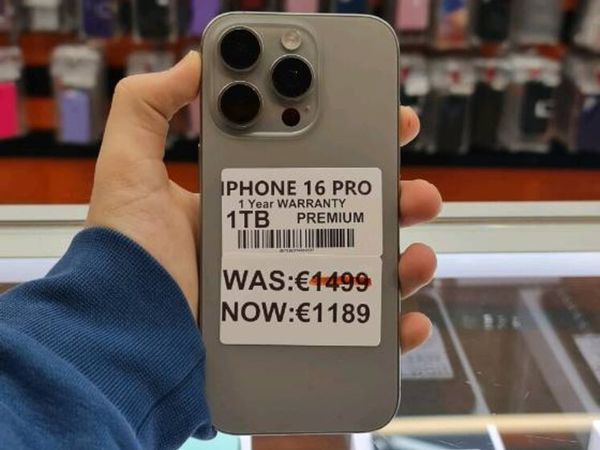 IPHONE 16 PRO
1 Year WARRANTY
1TB PREMIUM
WAS:€1499
NOW:€1189